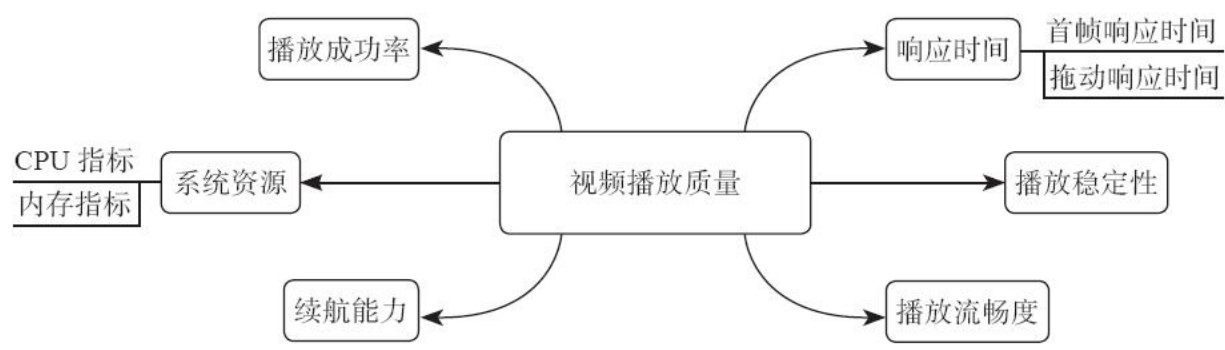 播放成功率
响应时间
首帧响应时间
拖动响应时间
CPU 指标
内存指标
系统资源
视频播放质量
播放稳定性
续航能力
播放流畅度